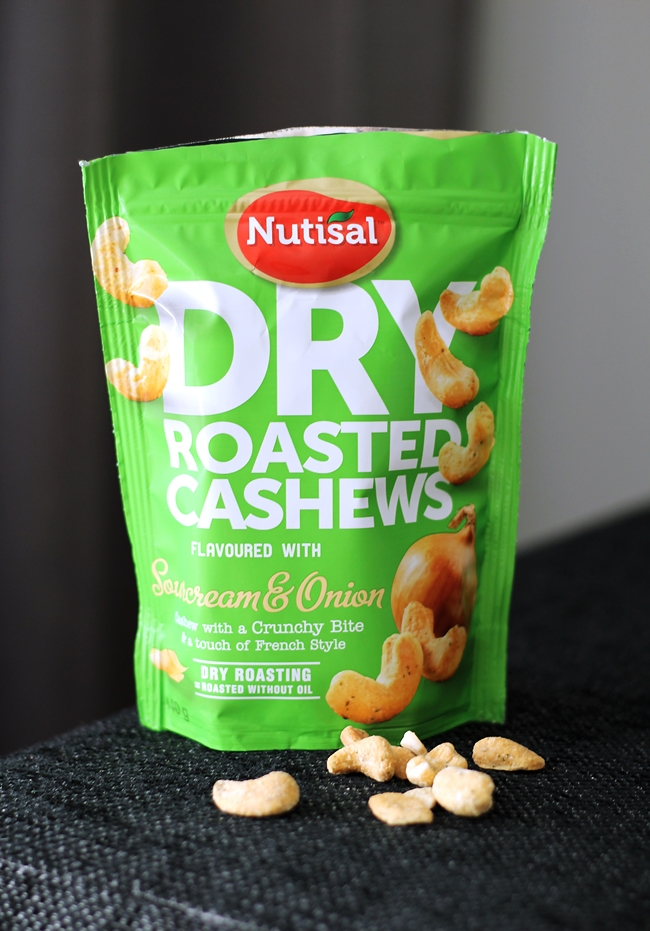 Nutisal
DRY
ROASTED
CASHEWS
FLAVOURED WITH
Sourcream & Onion
Cashew with a Crunchy Bite
& a touch of French Style
DRY ROASTING
= ROASTED WITHOUT OIL